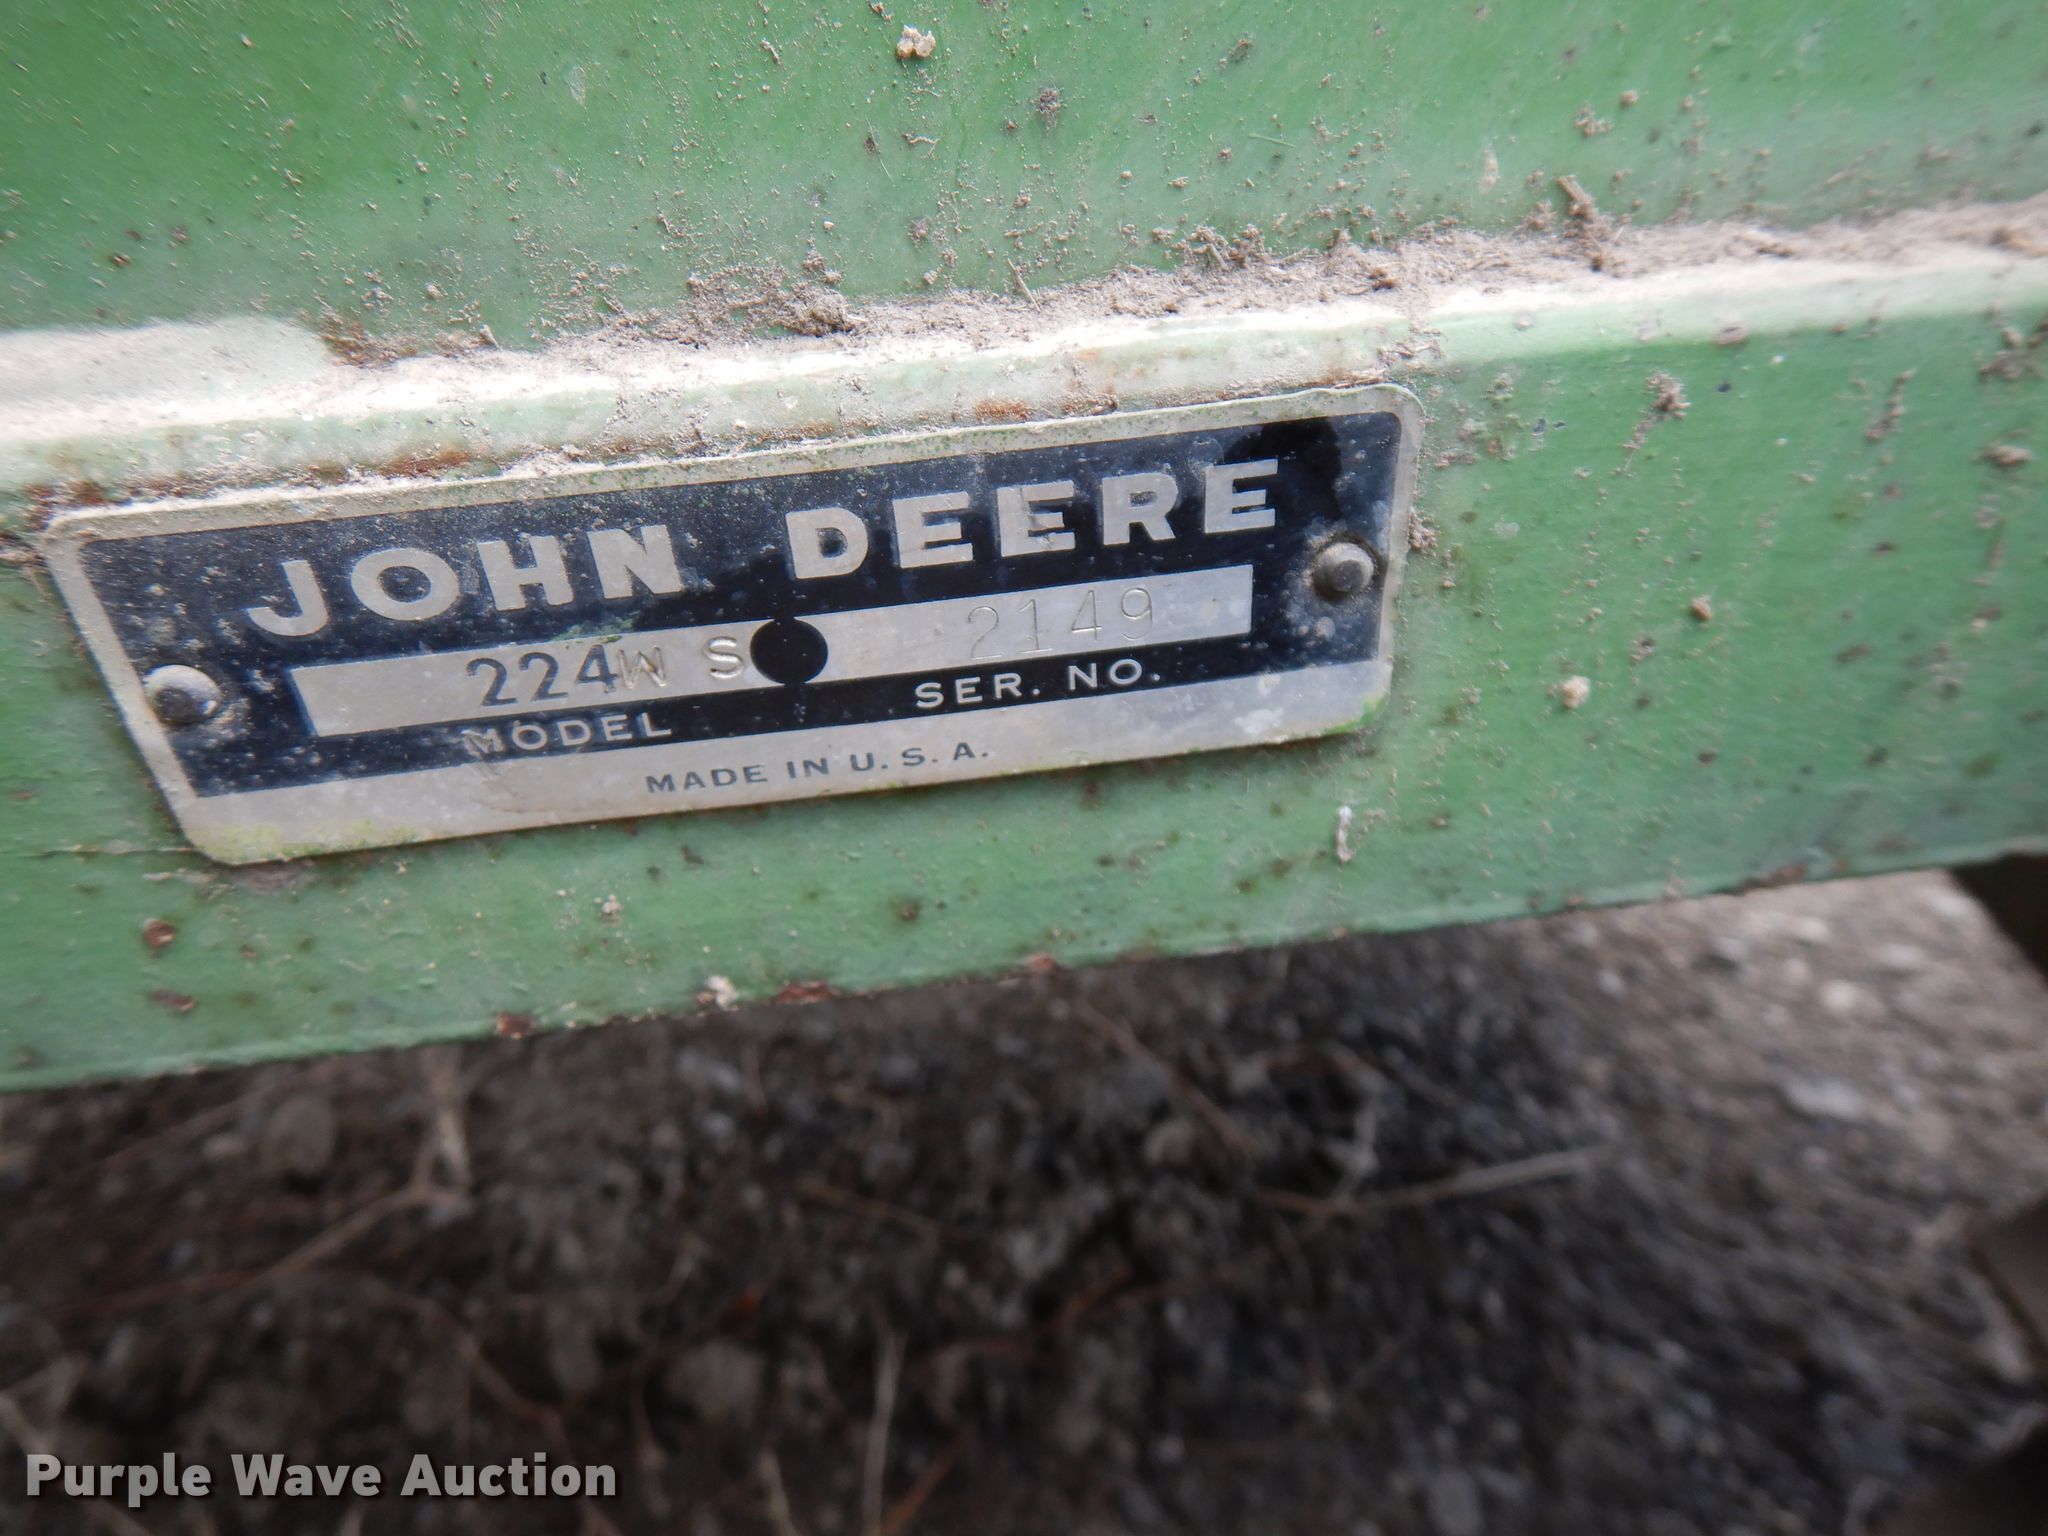 JOHN DEERE
224W S 2149
MODEL SER. NO.
MADE IN U.S.A.
Purple Wave Auction